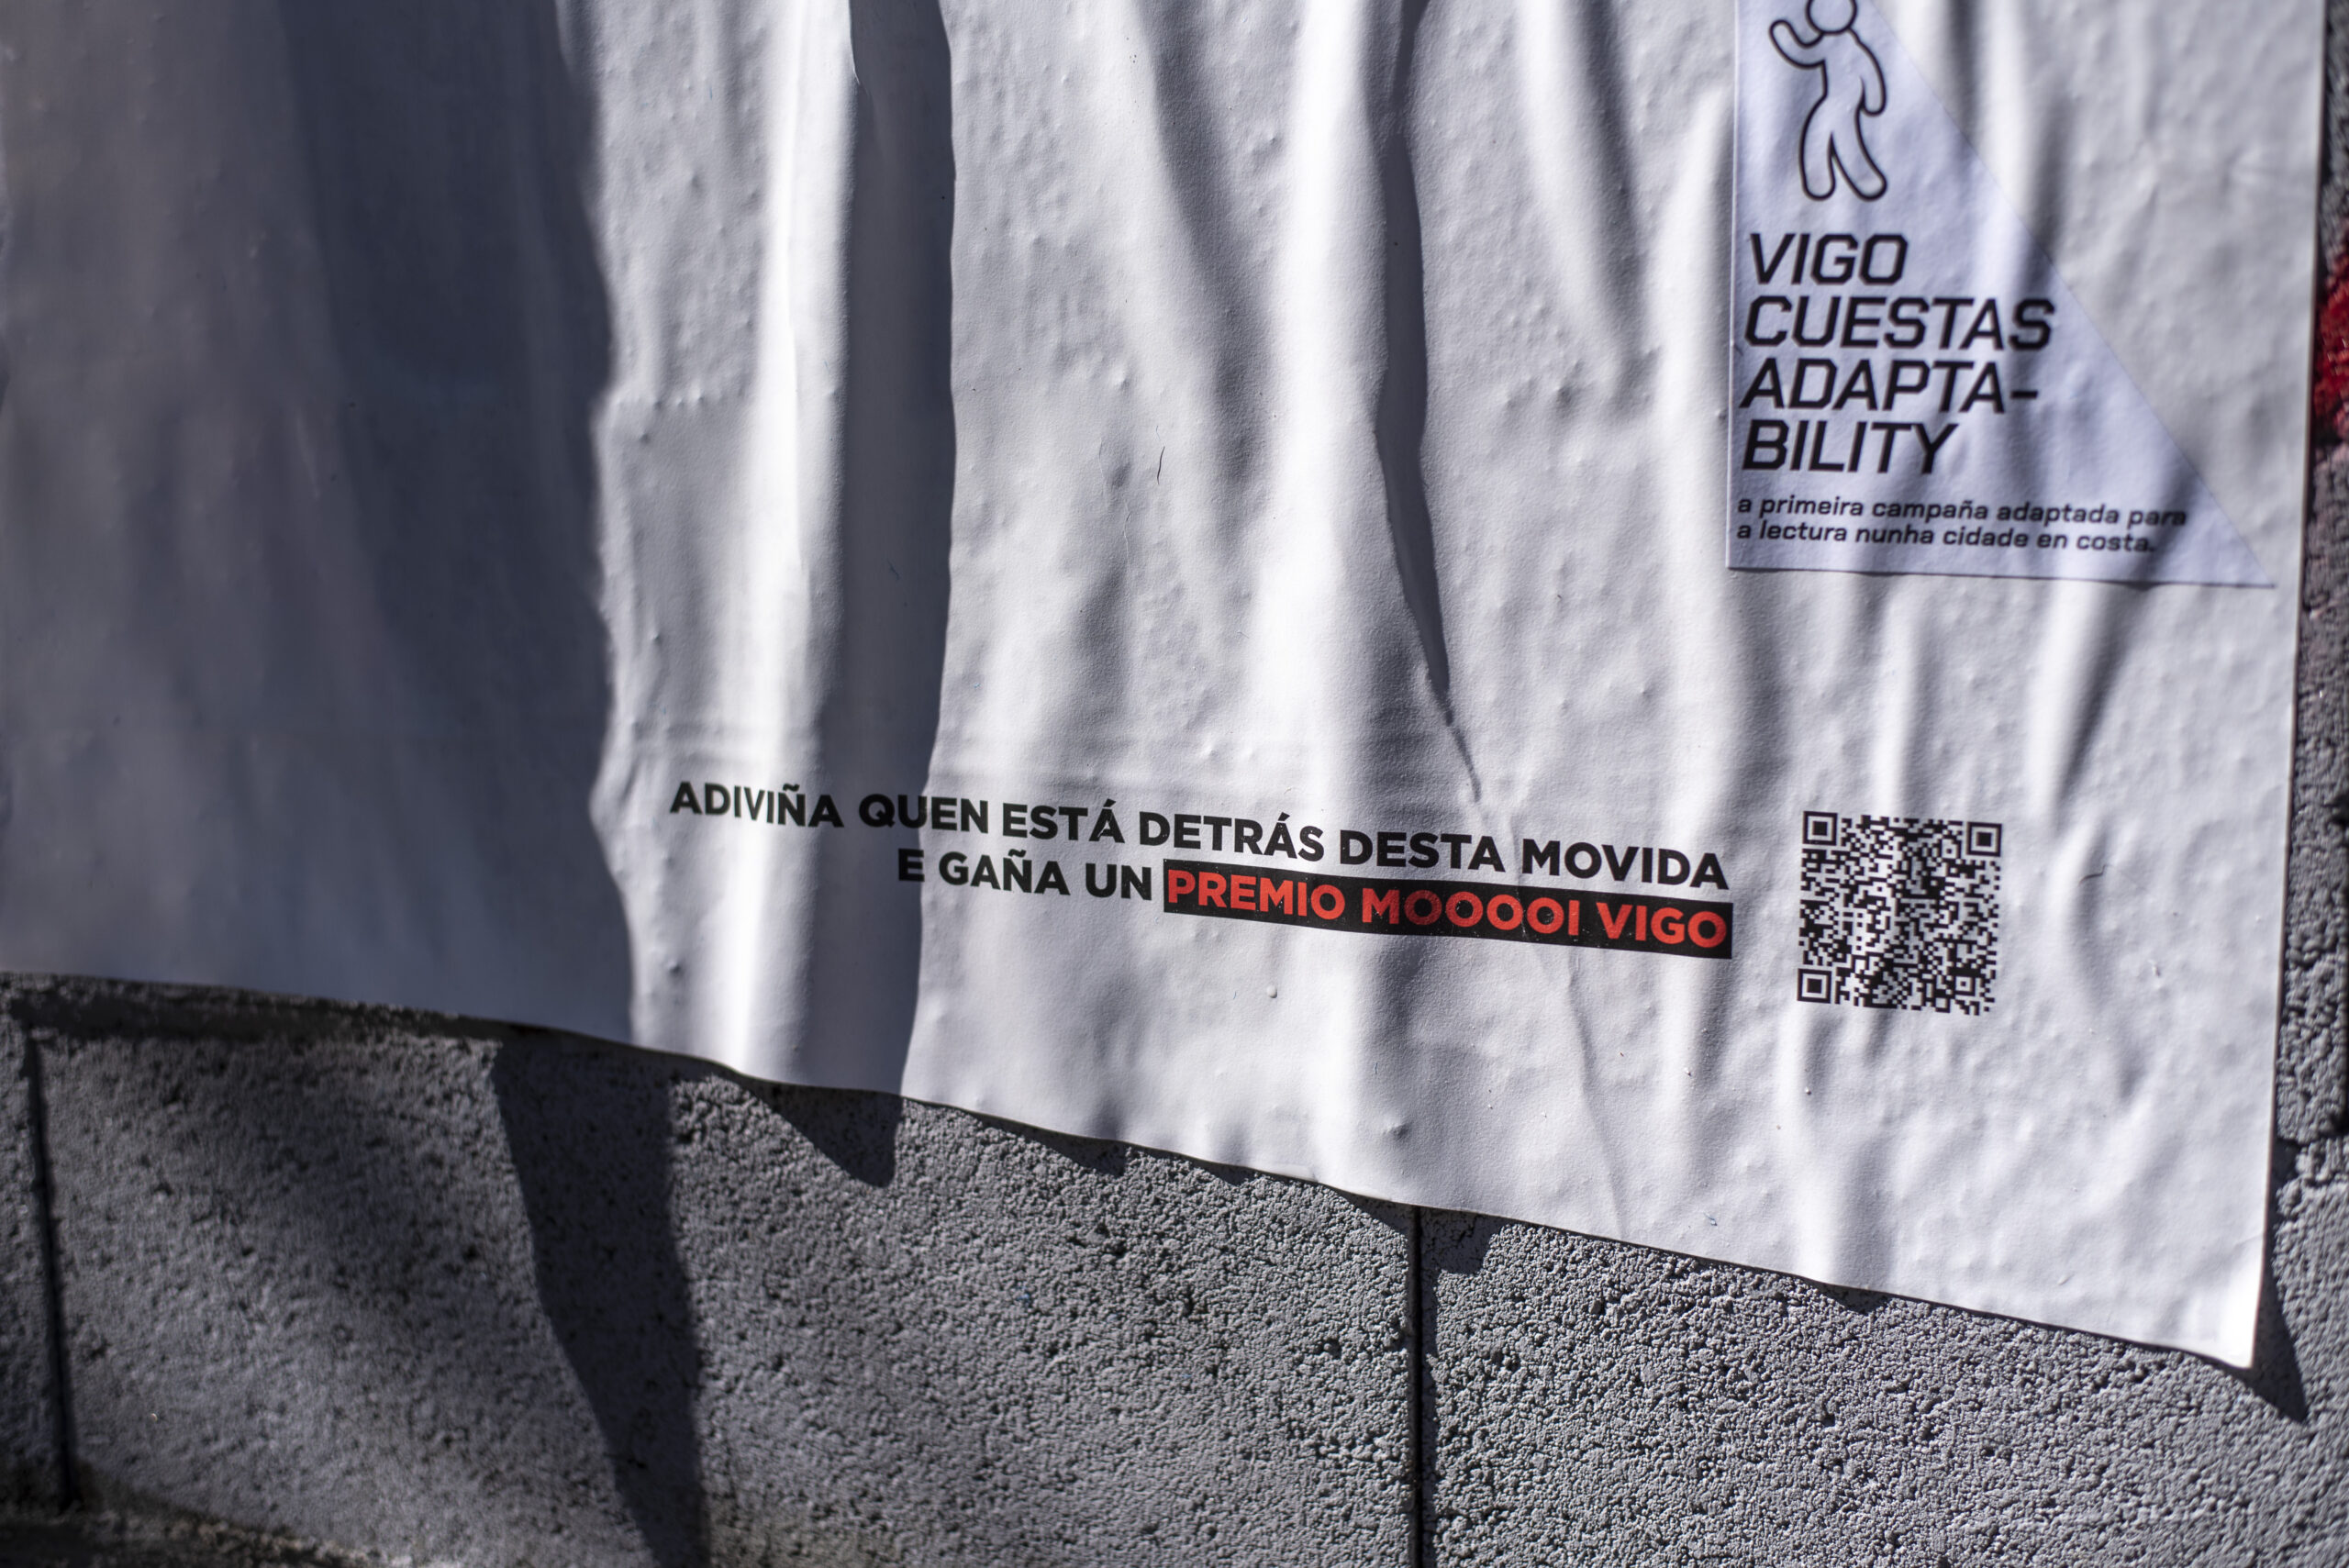 VIGO
CUESTAS
ADAPTA-
BILITY
a primeira campaña adaptada para
a lectura nunha cidade en costa.
ADIVIÑA QUEN ESTÁ DETRÁS DESTA MOVIDA
E GAÑA UN PREMIO MOOOOI VIGO